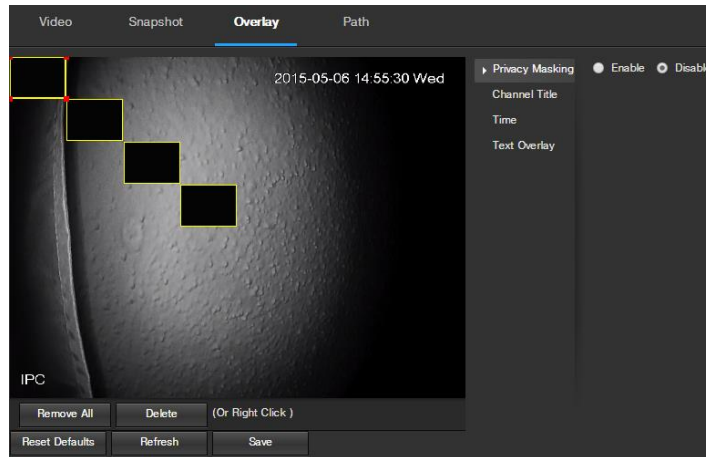 Video Snapshot Overlay Path
2015-05-06 14:55:30 Wed
Privacy Masking Enable Disable
Channel Title
Time
Text Overlay
IPC
Remove All Delete (Or Right Click )
Reset Defaults Refresh Save